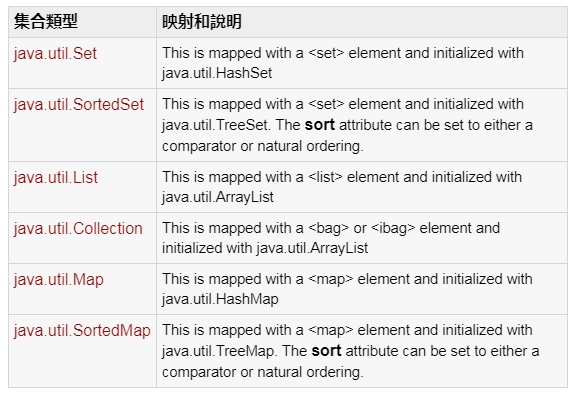 集合類型
映射和說明
java.util.Set
This is mapped with a <set> element and initialized with
java.util.HashSet
java.util.SortedSet
This is mapped with a <set> element and initialized with
java.util.TreeSet. The sort attribute can be set to either a
comparator or natural ordering.
java.util.List
This is mapped with a <list> element and initialized with
java.util.ArrayList
java.util.Collection
This is mapped with a <bag> or <ibag> element and
initialized with java.util.ArrayList
java.util.Map
This is mapped with a <map> element and initialized with
java.util.HashMap
java.util.SortedMap
This is mapped with a <map> element and initialized with
java.util.TreeMap. The sort attribute can be set to either a
comparator or natural ordering.